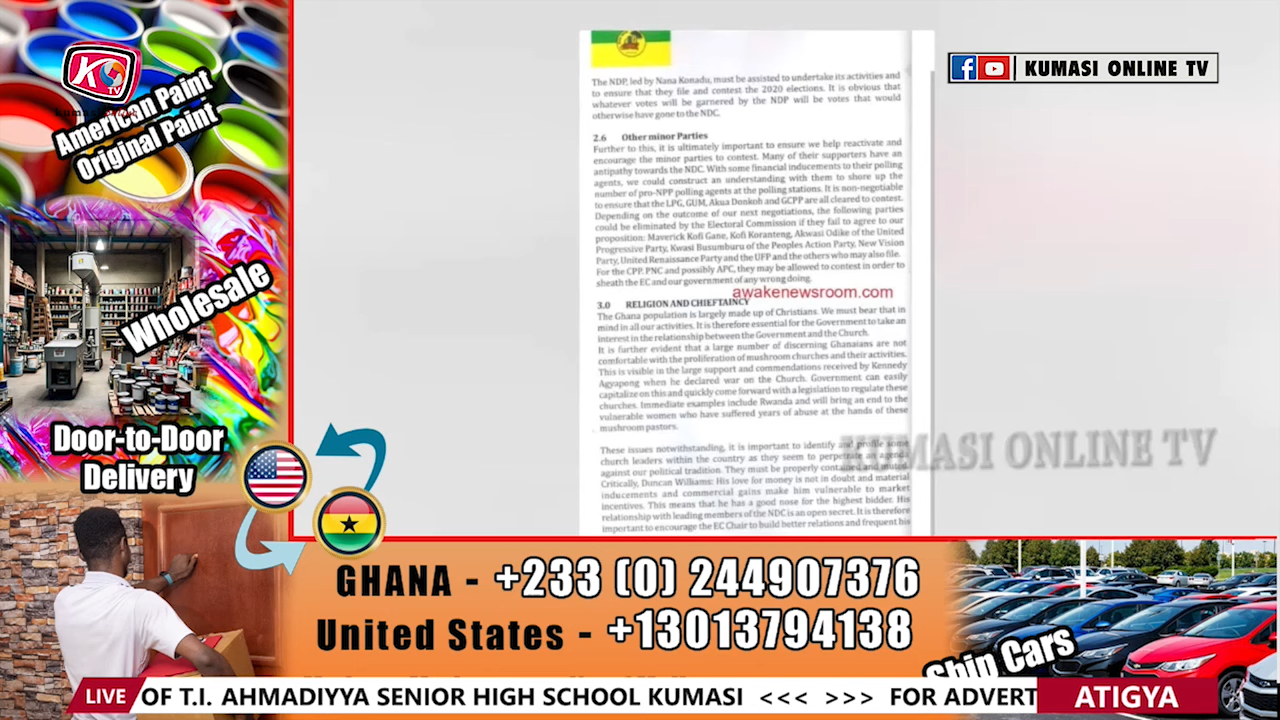 KO
TV
American Paint
Original Paint
Wholesale
Door-to-Door
Delivery
KUMASI ONLINE TV
The NDP, led by Nana Konadu, must be assisted to undertake its activities and
to ensure that they file and contest the 2020 elections. It is obvious that
whatever votes will be garnered by the NDP will be votes that would
otherwise have gone to the NDC.
2.6 Other minor Parties
Further to this, it is ultimately important to ensure we help reactivate and
encourage the minor parties to contest. Many of their supporters have an
antipathy towards the NDC. With some financial inducements to their polling
agents, we could construct an understanding with them to shore up the
number of pro-NPP polling agents at the polling stations. It is non-negotiable
to ensure that the LPG, GUM, Akua Donkoh and GCPP are all cleared to contest.
Depending on the outcome of our next negotiations, the following parties
could be eliminated by the Electoral Commission if they fail to agree to our
proposition: Maverick Kofi Gane, Kofi Koranteng, Akwasi Odike of the United
Progressive Party, Kwasi Busumburu of the Peoples Action Party, New Vision
Party, United Renaissance Party and the UFP and the others who may also file.
For the CPP, PNC and possibly APC, they may be allowed to contest in order to
sheath the EC and our government of any wrong doing.
awakenewsroom.com
3.0 RELIGION AND CHIEFTAINCY
The Ghana population is largely made up of Christians. We must bear that in
mind in all our activities. It is therefore essential for the Government to take an
interest in the relationship between the Government and the Church.
It is further evident that a large number of discerning Ghanaians are not
comfortable with the proliferation of mushroom churches and their activities.
This is visible in the large support and commendations received by Kennedy
Agyapong when he declared war on the Church. Government can easily
capitalize on this and quickly come forward with a legislation to regulate these
churches. Immediate examples include Rwanda and will bring an end to the
vulnerable women who have suffered years of abuse at the hands of these
mushroom pastors.
These issues notwithstanding, it is important to identify and profile some
church leaders within the country as they seem to perpetrate an agenda
against our political tradition. They must be properly contained and muted.
Critically, Duncan Williams: His love for money is not in doubt and material
inducements and commercial gains make him vulnerable to market
incentives. This means that he has a good nose for the highest bidder. His
relationship with leading members of the NDC is an open secret. It is therefore
important to encourage the EC Chair to build better relations and frequent his
KUMASI ONLINE TV
GHANA - +233 (0) 244907376
United States - +13013794138
Ship Cars
LIVE OF T.I. AHMADIYYA SENIOR HIGH SCHOOL KUMASI <<< >>> FOR ADVERT ATIGYA